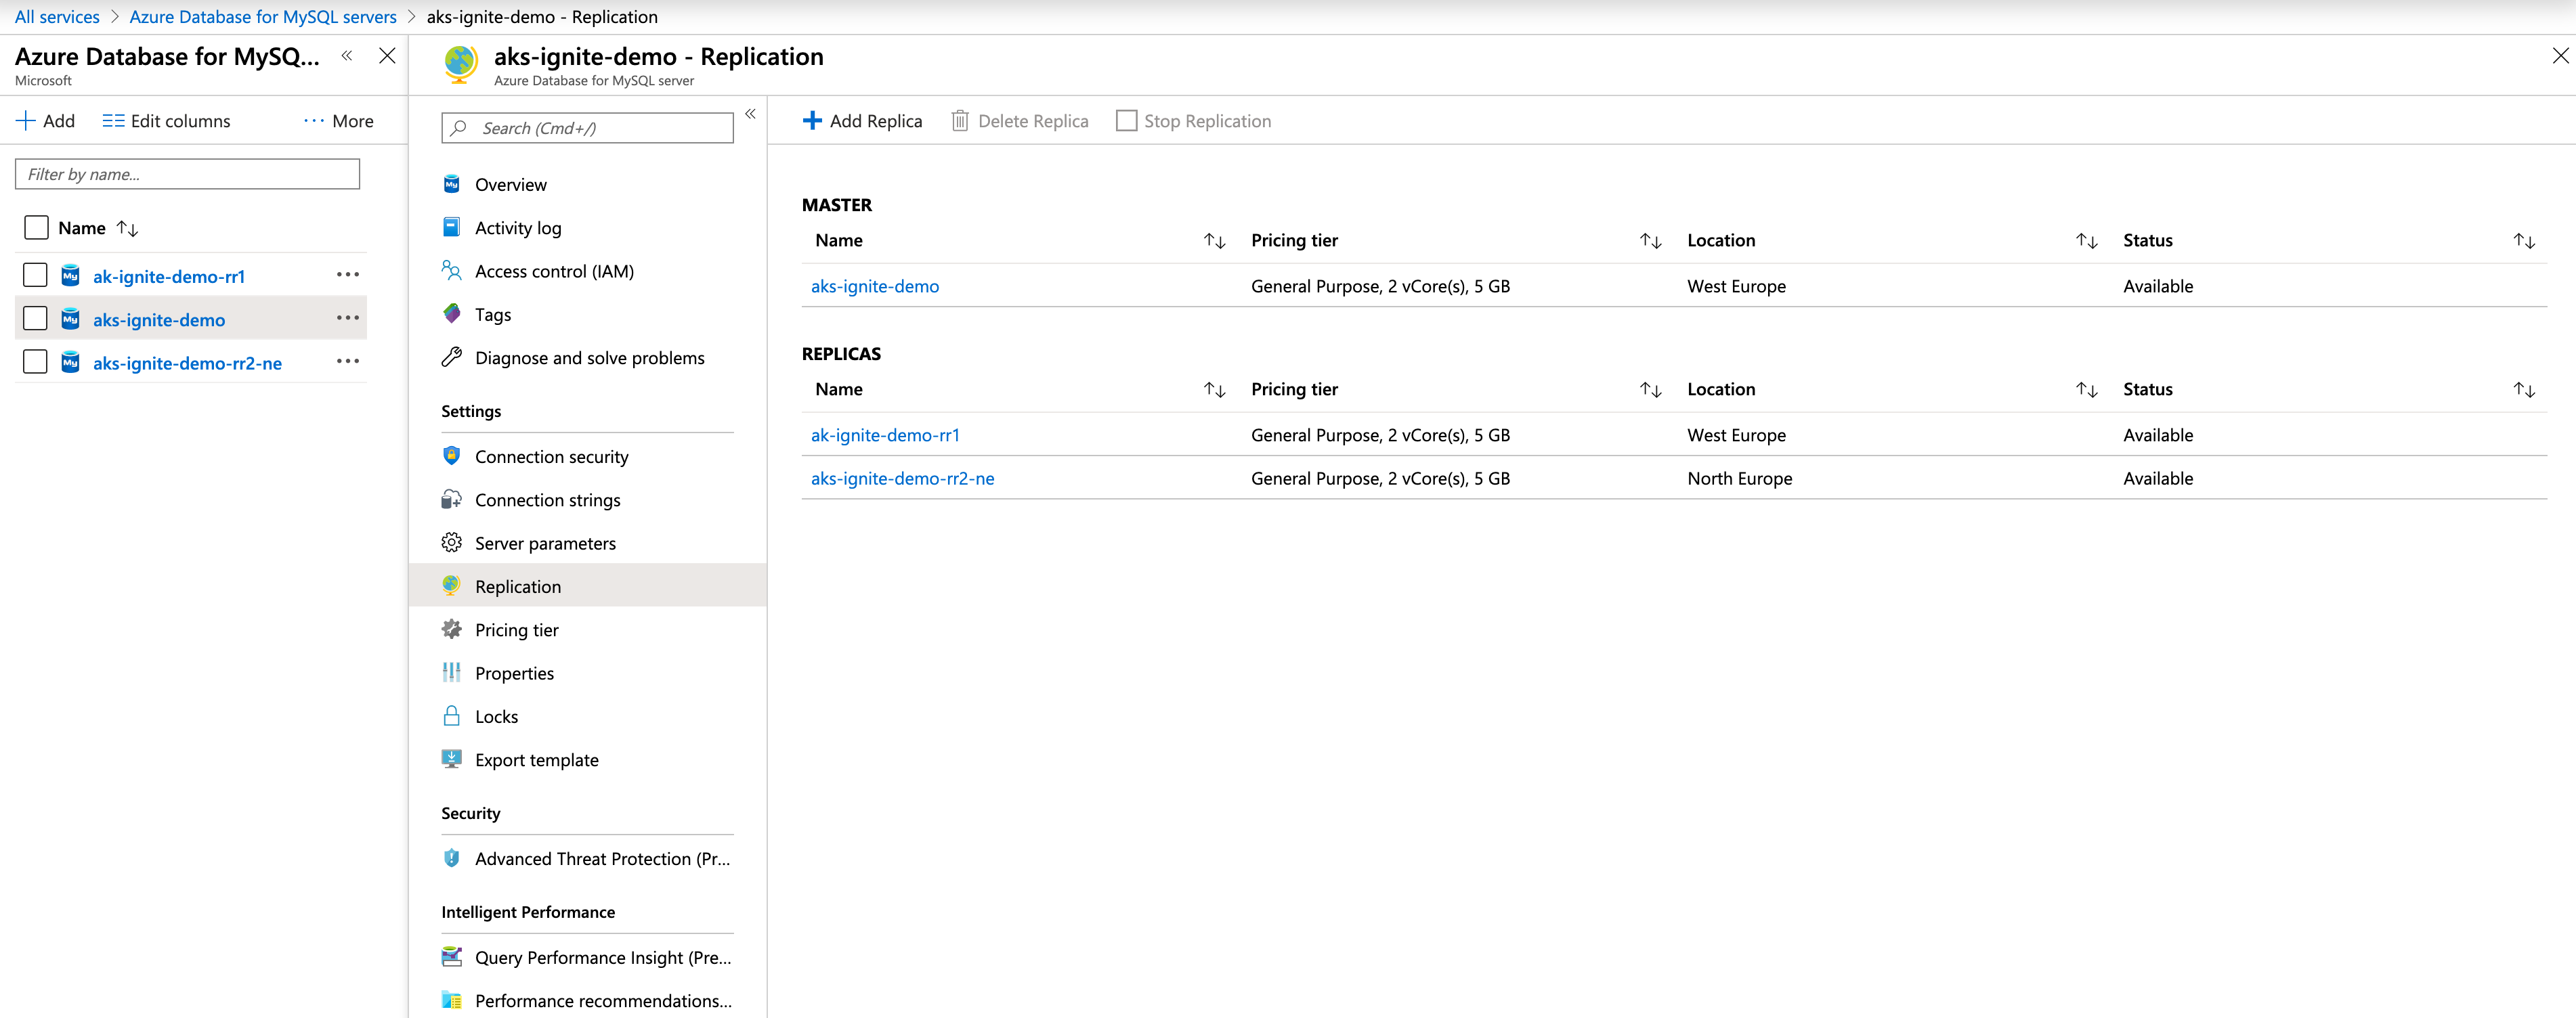 All services > Azure Database for MySQL servers > aks-ignite-demo - Replication
Azure Database for MySQ...
Microsoft
Add
Edit columns
More
Filter by name...
Name
ak-ignite-demo-rr1
aks-ignite-demo
aks-ignite-demo-rr2-ne
aks-ignite-demo - Replication
Azure Database for MySQL server
Search (Cmd+/)
Overview
Activity log
Access control (IAM)
Tags
Diagnose and solve problems
Settings
Connection security
Connection strings
Server parameters
Replication
Pricing tier
Properties
Locks
Export template
Security
Advanced Threat Protection (Pr...
Intelligent Performance
Query Performance Insight (Pre...
Performance recommendations...
Add Replica
Delete Replica
Stop Replication
MASTER
Name Pricing tier Location Status
aks-ignite-demo General Purpose, 2 vCore(s), 5 GB West Europe Available
REPLICAS
Name Pricing tier Location Status
ak-ignite-demo-rr1 General Purpose, 2 vCore(s), 5 GB West Europe Available
aks-ignite-demo-rr2-ne General Purpose, 2 vCore(s), 5 GB North Europe Available